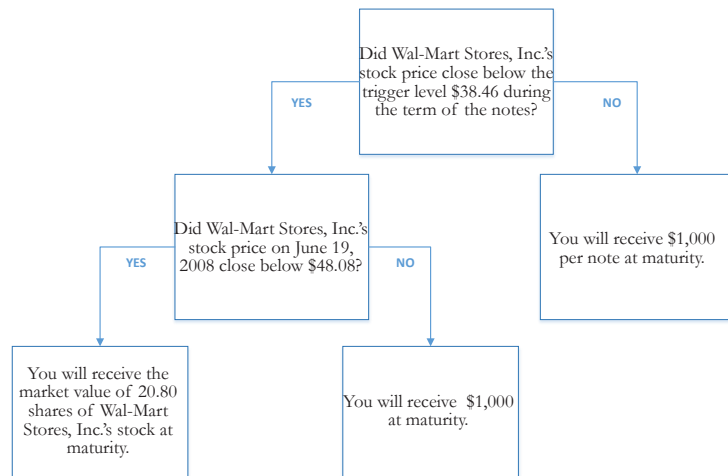 Did Wal-Mart Stores, Inc.'s
stock price close below the
trigger level $38.46 during
the term of the notes?
YES
NO
Did Wal-Mart Stores, Inc.'s
stock price on June 19,
2008 close below $48.08?
You will receive $1,000
per note at maturity.
YES
NO
You will receive the
market value of 20.80
shares of Wal-Mart
Stores, Inc.'s stock at
maturity.
You will receive $1,000
at maturity.